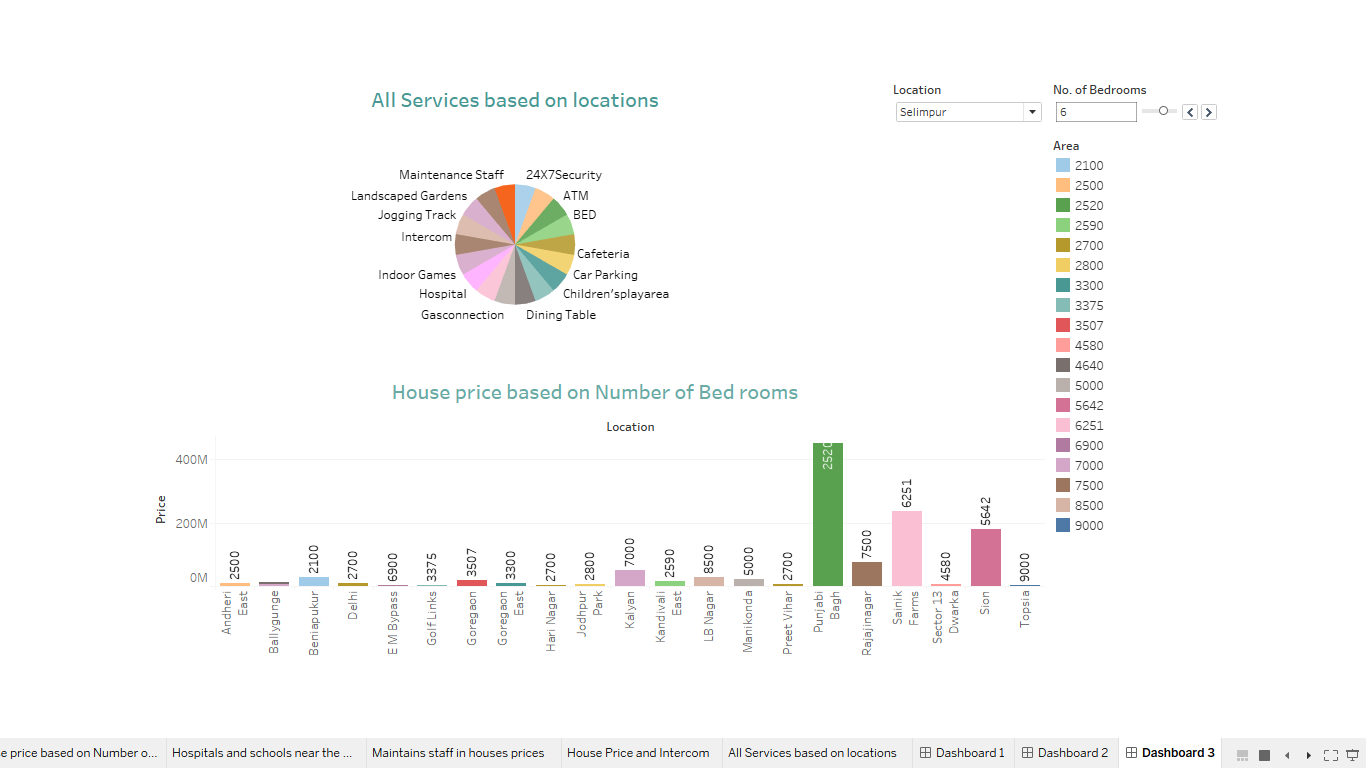 All Services based on locations
Location
Selimpur
No. of Bedrooms
6
Area
2100
2500
2520
2590
2700
2800
3300
3375
3507
4580
4640
5000
5642
6251
6900
7000
7500
8500
9000
Maintenance Staff
24X7Security
Landscaped Gardens
ATM
Jogging Track
BED
Intercom
Cafeteria
Indoor Games
Car Parking
Hospital
Children'splayarea
Gasconnection
Dining Table
House price based on Number of Bed rooms
Location
Price
400M
200M
0M
2500
2100
2700
6900
3375
3507
3300
2700
2800
7000
2590
8500
5000
2700
2520
7500
6251
4580
5642
9000
Andheri
East
Ballygunge
Beniapukur
Delhi
E M Bypass
Golf Links
Goregaon
Goregaon
East
Hari Nagar
Jodhpur
Park
Kalyan
Kandivali
East
LB Nagar
Manikonda
Preet Vihar
Punjabi
Bagh
Rajajinagar
Sainik
Farms
Sector 13
Dwarka
Sion
Topsia
e price based on Number o...
Hospitals and schools near the ...
Maintains staff in houses prices
House Price and Intercom
All Services based on locations
Dashboard 1
Dashboard 2
Dashboard 3